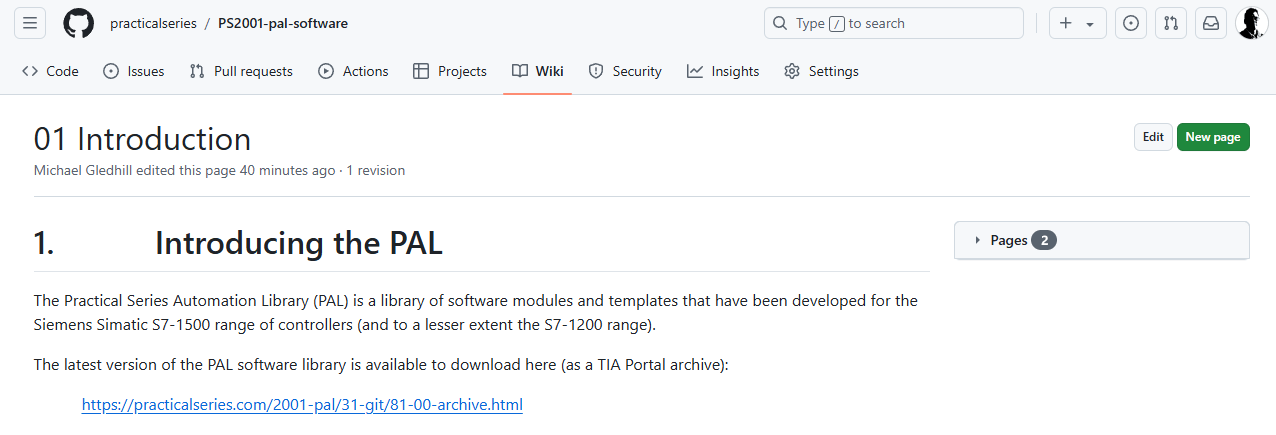 practicalseries / PS2001-pal-software
Type / to search
Code Issues Pull requests Actions Projects Wiki Security Insights Settings
01 Introduction
Edit New page
Michael Gledhill edited this page 40 minutes ago · 1 revision
1. Introducing the PAL
Pages 2
The Practical Series Automation Library (PAL) is a library of software modules and templates that have been developed for the
Siemens Simatic S7-1500 range of controllers (and to a lesser extent the S7-1200 range).
The latest version of the PAL software library is available to download here (as a TIA Portal archive):
https://practicalseries.com/2001-pal/31-git/81-00-archive.html